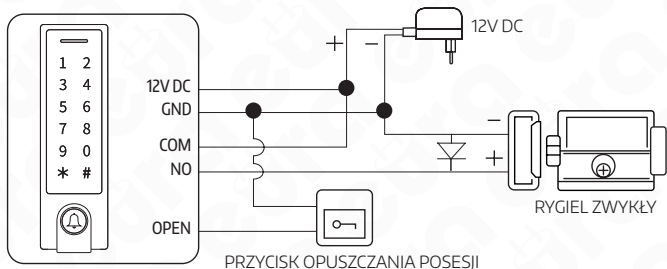 12V DC
+ −
1 2
3 4
5 6
7 8
9 0
* #
12V DC
GND
COM
NO
OPEN
−
+
RYGIEL ZWYKŁY
PRZYCISK OPUSZCZANIA POSESJI